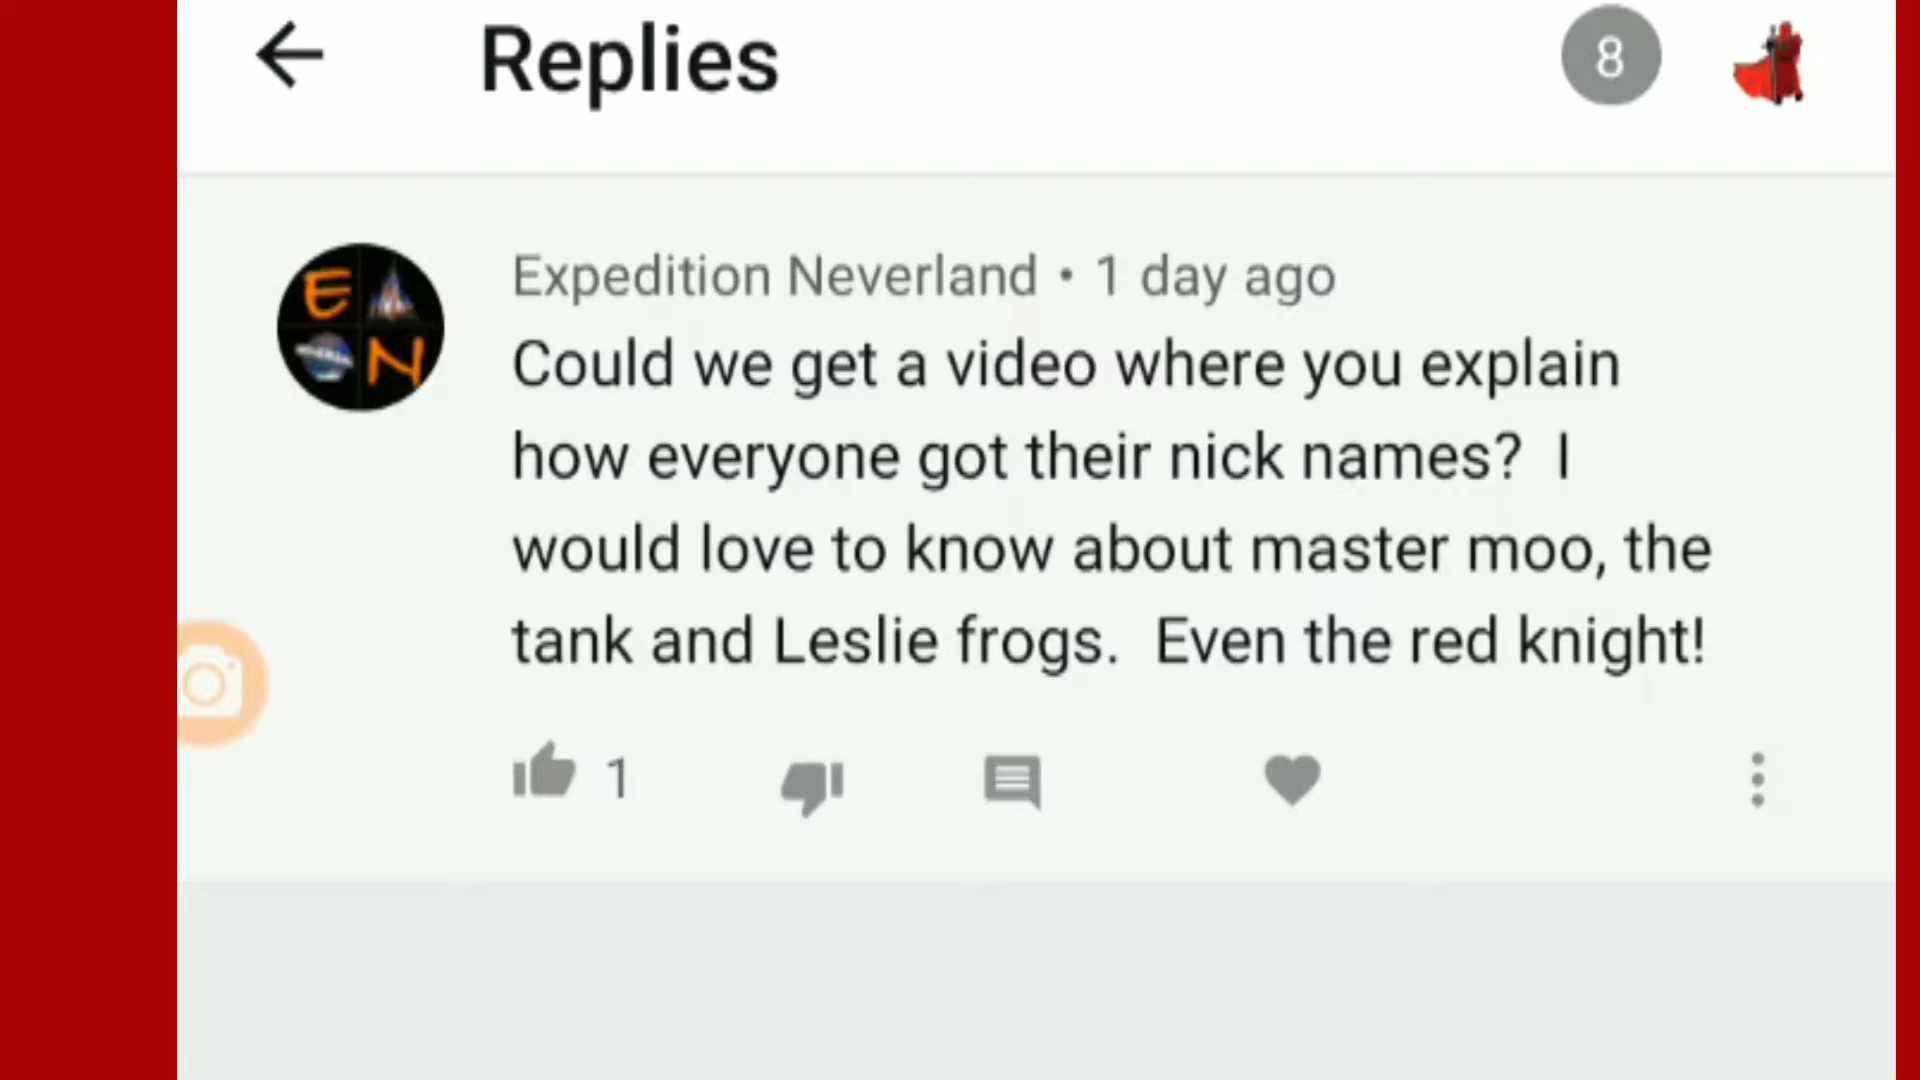 Replies
8
E
N
Expedition Neverland • 1 day ago
Could we get a video where you explain
how everyone got their nick names?  I
would love to know about master moo, the
tank and Leslie frogs.  Even the red knight!
1